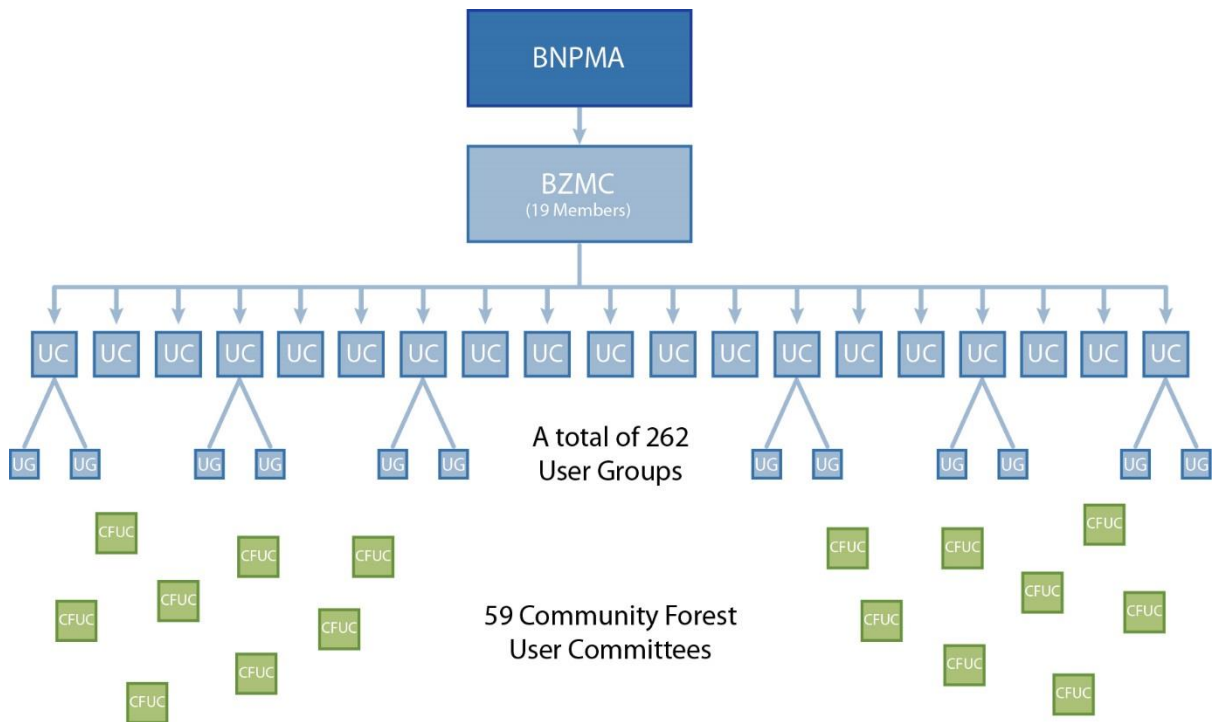 BNPMA
BZMC
(19 Members)
UC UC UC UC UC UC UC UC UC UC UC UC UC UC UC UC UC UC UC
A total of 262
User Groups
UG UG UG UG UG UG UG UG UG UG UG UG
CFUC CFUC
CFUC CFUC CFUC CFUC
CFUC CFUC
59 Community Forest
User Committees
CFUC CFUC CFUC CFUC
CFUC CFUC
CFUC CFUC